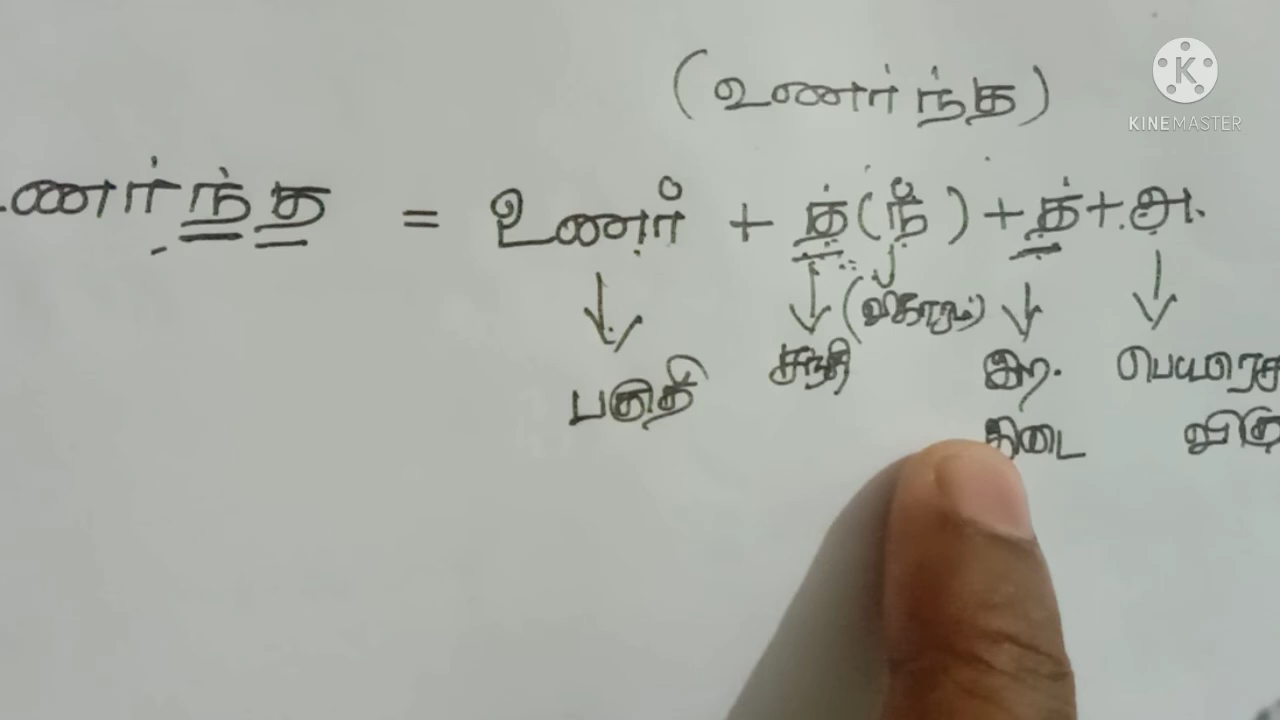 (உணர்ந்த)
ணர்ந்த = உணர் + த்(ந்) + த் + அ.
(விகாரம்)
பகுதி சந்தி இற. பெயரெச
திடை விகு
KINEMASTER